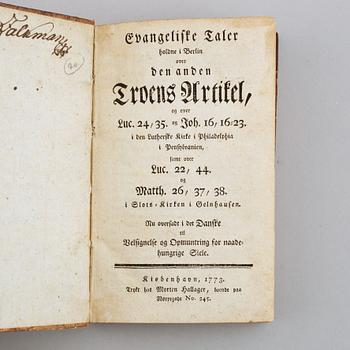 Evangeliske Taler
holdne i Berlin
over
den anden
Troens Artikel,
og over
Luc. 24, 35. og Joh. 16, 16:23.
i den Lutherske Kirke i Philadelphia
i Pensylvanien,
samt over
Luc. 22, 44.
og
Matth. 26, 37, 38.
i Slots-Kirken i Gelnhausen.
Nu oversadt i det Danske
til
Velsignelse og Opmuntring for naade-
hungrige Siele.
Kiøbenhavn, 1773.
Trykt hos Morten Hallager, boende paa
No. 245.